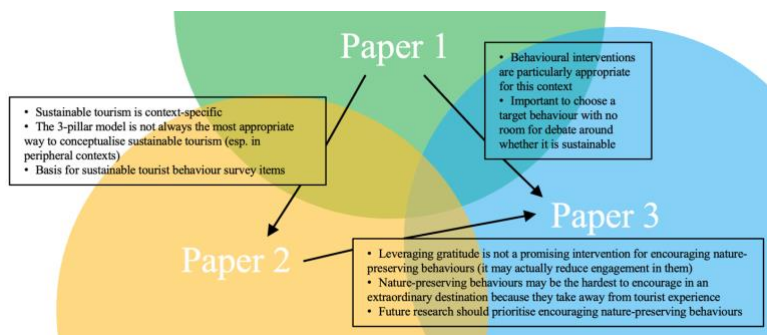 Paper 1
• Behavioural interventions
are particularly appropriate
for this context
• Important to choose a
target behaviour with no
room for debate around
whether it is sustainable
• Sustainable tourism is context-specific
• The 3-pillar model is not always the most appropriate
way to conceptualise sustainable tourism (esp. in
peripheral contexts)
• Basis for sustainable tourist behaviour survey items
Paper 3
Paper 2
• Leveraging gratitude is not a promising intervention for encouraging nature-
preserving behaviours (it may actually reduce engagement in them)
• Nature-preserving behaviours may be the hardest to encourage in an
extraordinary destination because they take away from tourist experience
• Future research should prioritise encouraging nature-preserving behaviours